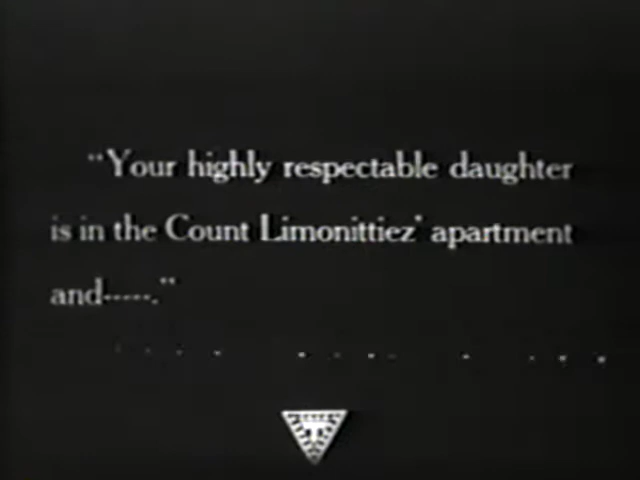 “Your highly respectable daughter
is in the Count Limonittiez’ apartment
and-----.”